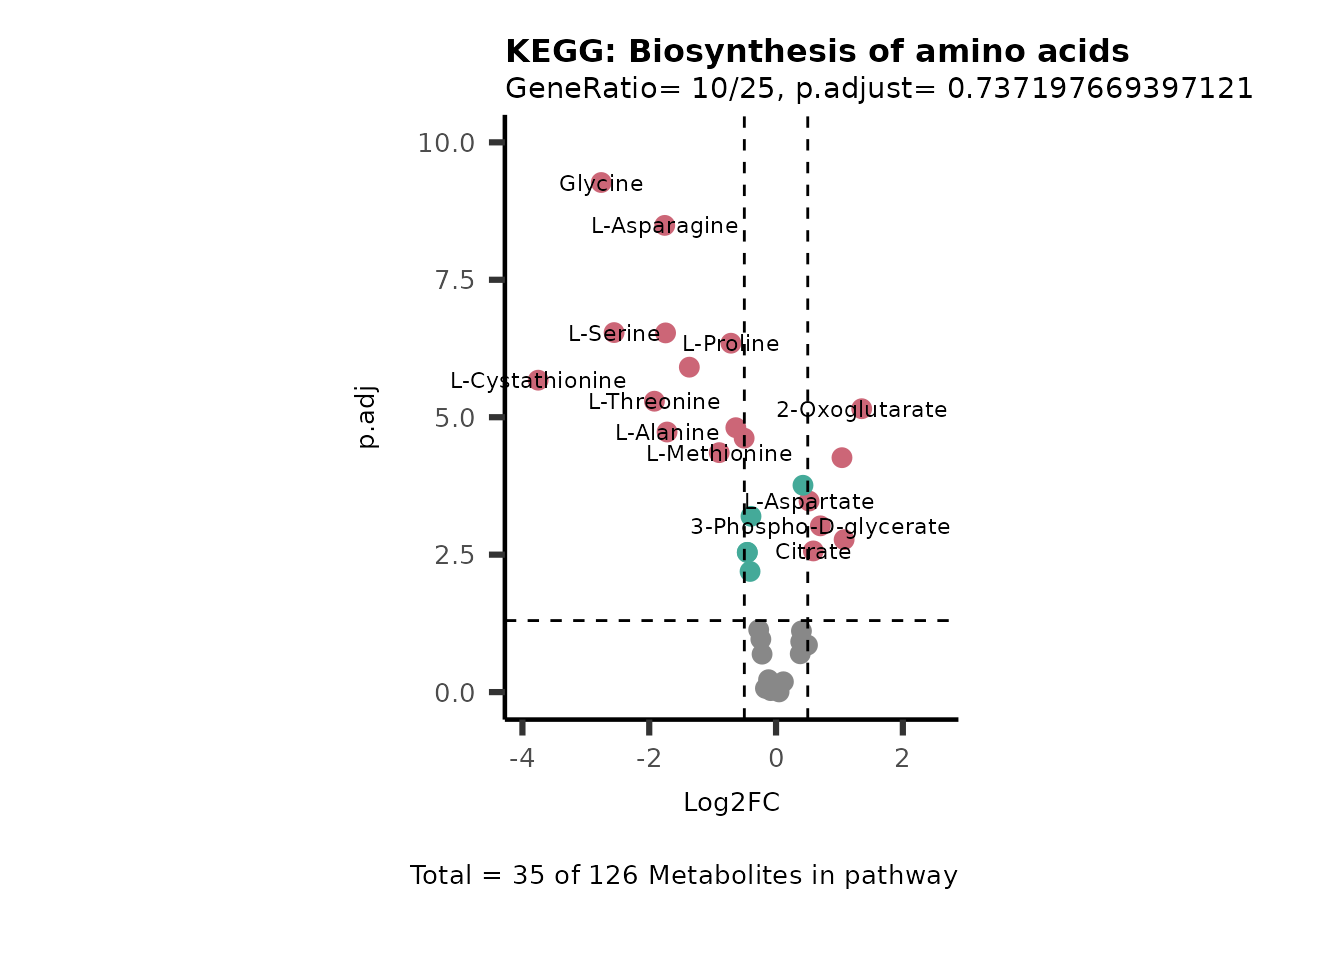 KEGG: Biosynthesis of amino acids
GeneRatio= 10/25, p.adjust= 0.737197669397121
10.0
Glycine
L-Asparagine
7.5
L-Serine
L-Proline
L-Cystathionine
L-Threonine
2-Oxoglutarate
5.0
L-Alanine
L-Methionine
L-Aspartate
3-Phospho-D-glycerate
Citrate
2.5
0.0
p.adj
-4 -2 0 2
Log2FC
Total = 35 of 126 Metabolites in pathway